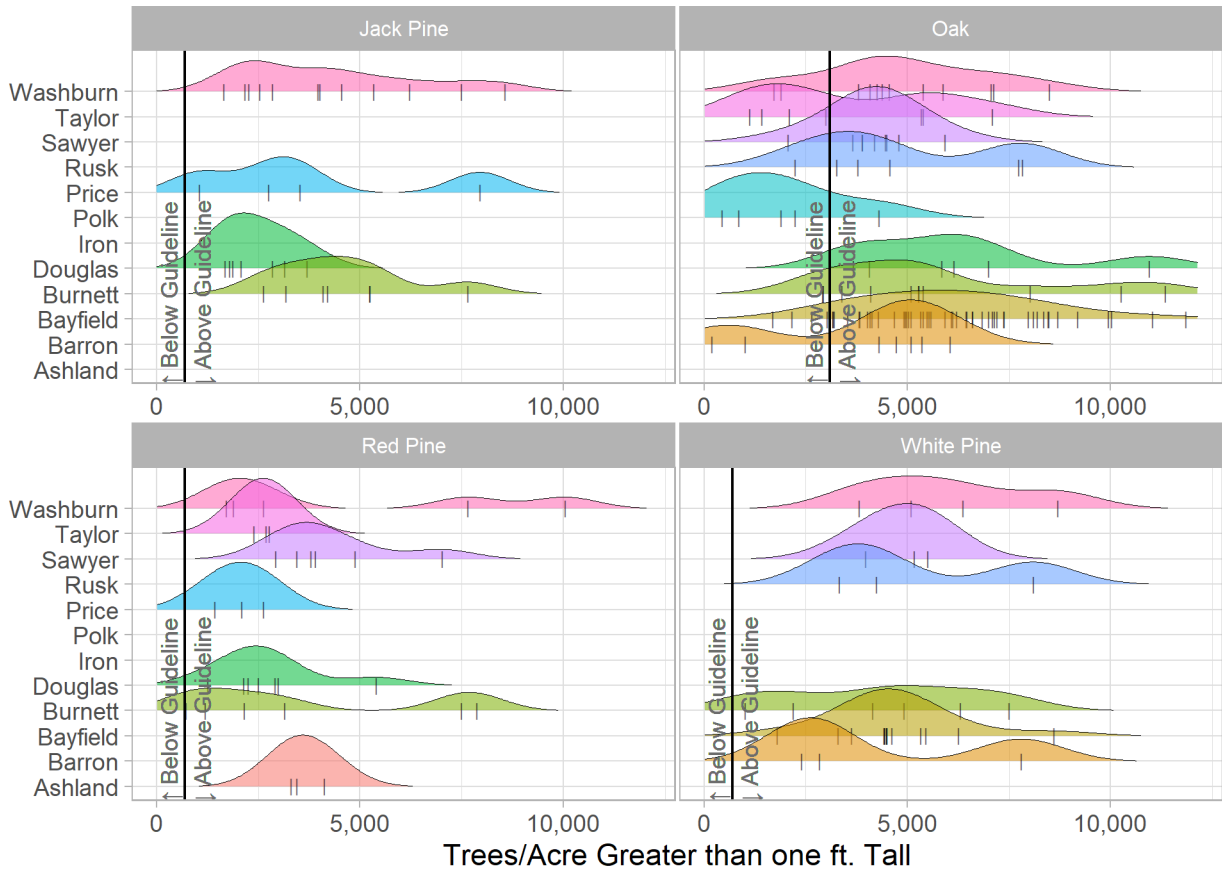 Jack Pine
Oak
Washburn
Taylor
Sawyer
Rusk
Price
Polk
Iron
Douglas
Burnett
Bayfield
Barron
Ashland
← Below Guideline
Above Guideline →
← Below Guideline
Above Guideline →
0 5,000 10,000
0 5,000 10,000
Red Pine
White Pine
Washburn
Taylor
Sawyer
Rusk
Price
Polk
Iron
Douglas
Burnett
Bayfield
Barron
Ashland
← Below Guideline
Above Guideline →
← Below Guideline
Above Guideline →
0 5,000 10,000
0 5,000 10,000
Trees/Acre Greater than one ft. Tall